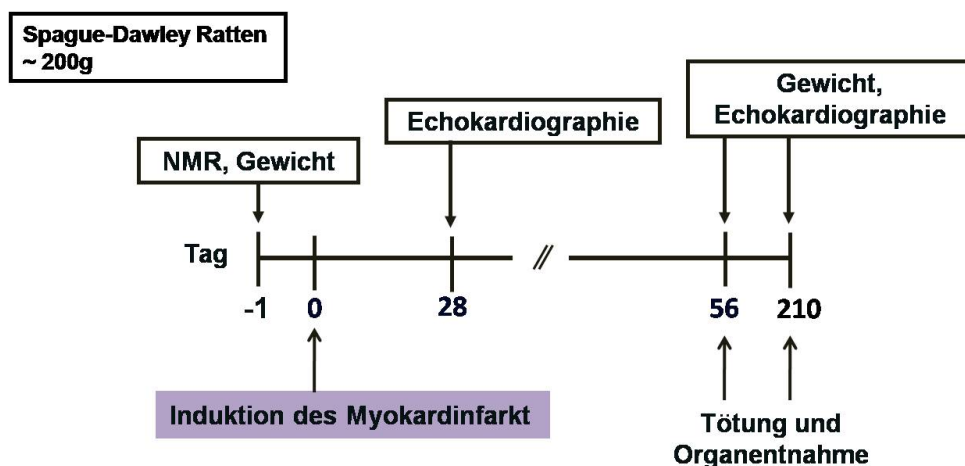 Spague-Dawley Ratten
~ 200g
Gewicht,
Echokardiographie
Echokardiographie
NMR, Gewicht
Tag
-1 0 28 56 210
Induktion des Myokardinfarkt
Tötung und
Organentnahme